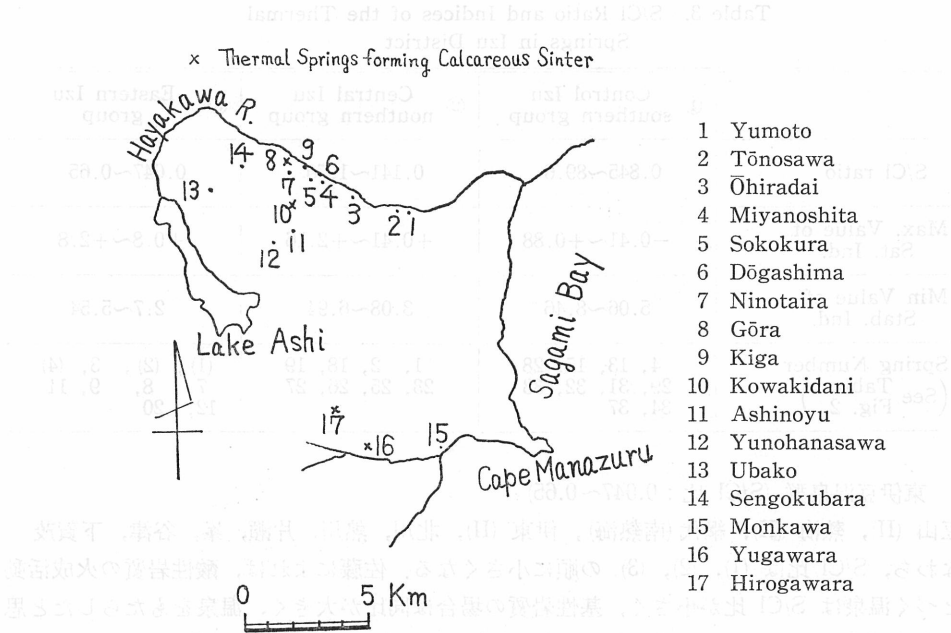 x Thermal Springs forming Calcareous Sinter
Hayakawa R.
14
8
9
6
7
5
4
13
10
3
2
1
12
11
Lake Ashi
Sagami Bay
17
16
15
Cape Manazuru
0 5 Km
1 Yumoto
2 Tōnosawa
3 Ōhiradai
4 Miyanoshita
5 Sokokura
6 Dōgashima
7 Ninotaira
8 Gōra
9 Kiga
10 Kowakidani
11 Ashinoyu
12 Yunohanasawa
13 Ubako
14 Sengokubara
15 Monkawa
16 Yugawara
17 Hirogawara